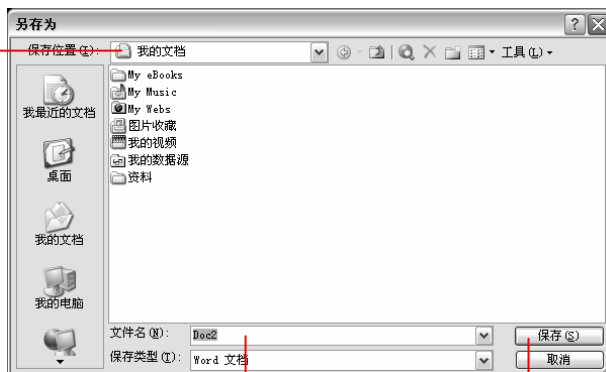 另存为
保存位置(I):
我的文档
工具(L)
我最近的文档
桌面
我的文档
我的电脑
My eBooks
My Music
My Webs
图片收藏
我的视频
我的数据源
资料
文件名(N):
Doc2
保存(S)
保存类型(T):
Word 文档
取消